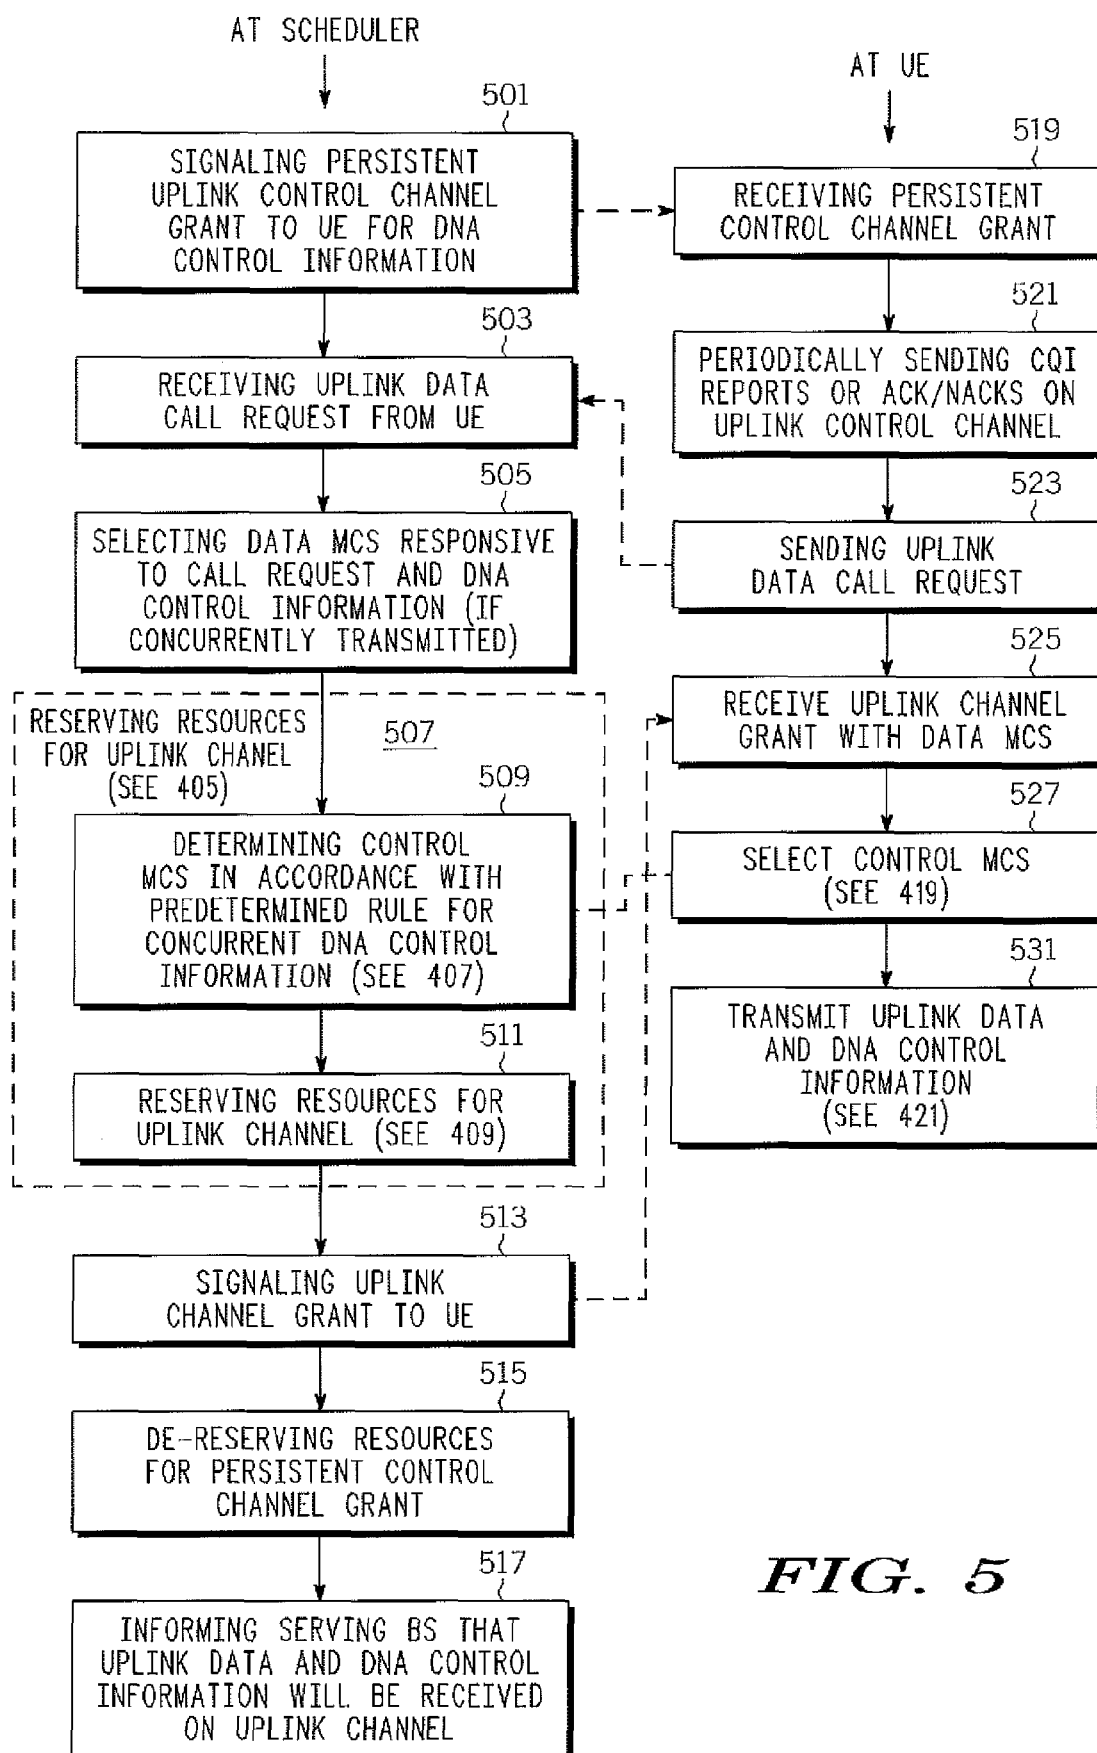 AT SCHEDULER
501
SIGNALING PERSISTENT
UPLINK CONTROL CHANNEL
GRANT TO UE FOR DNA
CONTROL INFORMATION
503
RECEIVING UPLINK DATA
CALL REQUEST FROM UE
505
SELECTING DATA MCS RESPONSIVE
TO CALL REQUEST AND DNA
CONTROL INFORMATION (IF
CONCURRENTLY TRANSMITTED)
RESERVING RESOURCES
FOR UPLINK CHANEL
(SEE 405)
507
509
DETERMINING CONTROL
MCS IN ACCORDANCE WITH
PREDETERMINED RULE FOR
CONCURRENT DNA CONTROL
INFORMATION (SEE 407)
511
RESERVING RESOURCES FOR
UPLINK CHANNEL (SEE 409)
513
SIGNALING UPLINK
CHANNEL GRANT TO UE
515
DE-RESERVING RESOURCES
FOR PERSISTENT CONTROL
CHANNEL GRANT
517
INFORMING SERVING BS THAT
UPLINK DATA AND DNA CONTROL
INFORMATION WILL BE RECEIVED
ON UPLINK CHANNEL
AT UE
519
RECEIVING PERSISTENT
CONTROL CHANNEL GRANT
521
PERIODICALLY SENDING CQI
REPORTS OR ACK/NACKS ON
UPLINK CONTROL CHANNEL
523
SENDING UPLINK
DATA CALL REQUEST
525
RECEIVE UPLINK CHANNEL
GRANT WITH DATA MCS
527
SELECT CONTROL MCS
(SEE 419)
531
TRANSMIT UPLINK DATA
AND DNA CONTROL
INFORMATION
(SEE 421)
FIG. 5